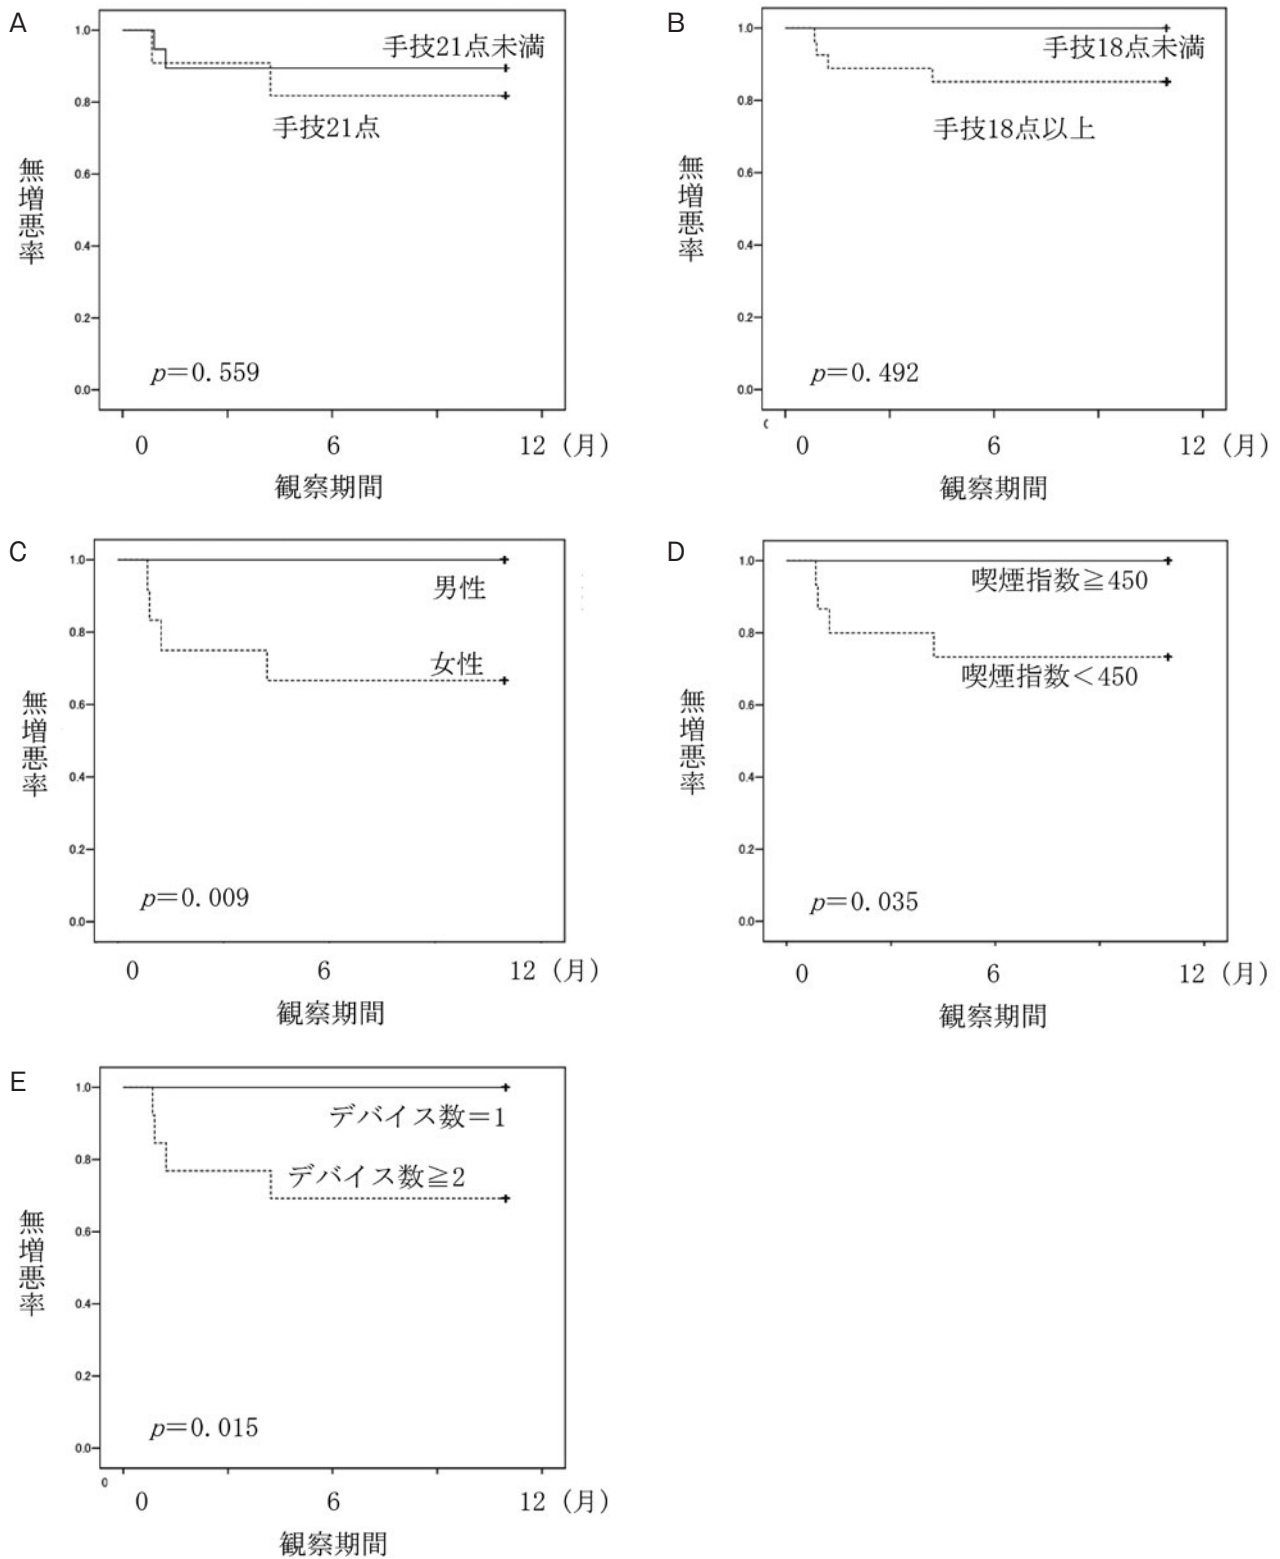 A
1.0
0.8
0.6
0.4
0.2
0.0
無増悪率
手技21点未満
手技21点
p=0.559
0 6 12 (月)
観察期間
B
1.0
0.8
0.6
0.4
0.2
0.0
無増悪率
手技18点未満
手技18点以上
p=0.492
0 6 12 (月)
観察期間
C
1.0
0.8
0.6
0.4
0.2
0.0
無増悪率
男性
女性
p=0.009
0 6 12 (月)
観察期間
D
1.0
0.8
0.6
0.4
0.2
0.0
無増悪率
喫煙指数≧450
喫煙指数<450
p=0.035
0 6 12 (月)
観察期間
E
1.0
0.8
0.6
0.4
0.2
0.0
無増悪率
デバイス数=1
デバイス数≧2
p=0.015
0
0 6 12 (月)
観察期間